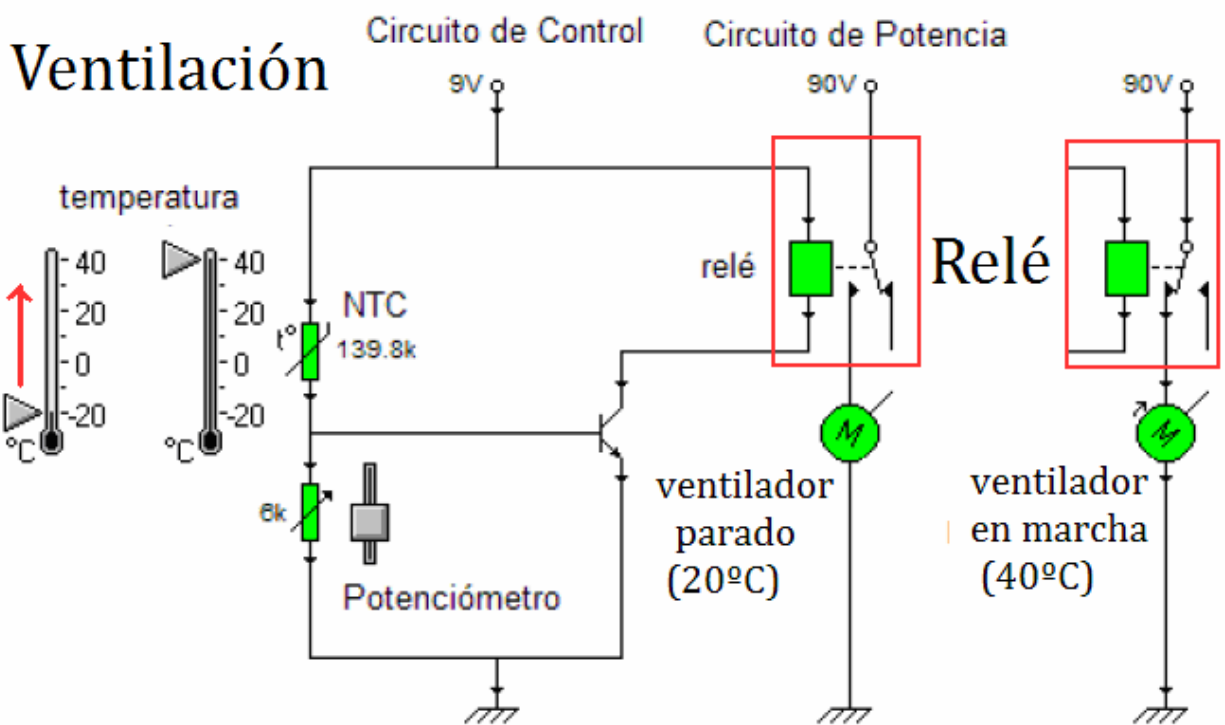 Ventilación
Circuito de Control
Circuito de Potencia
9V
90V
90V
temperatura
40
20
0
-20
°C
40
20
0
-20
°C
t°
NTC
139.8k
relé
Relé
6k
Potenciómetro
M
ventilador
parado
(20ºC)
M
ventilador
en marcha
(40ºC)